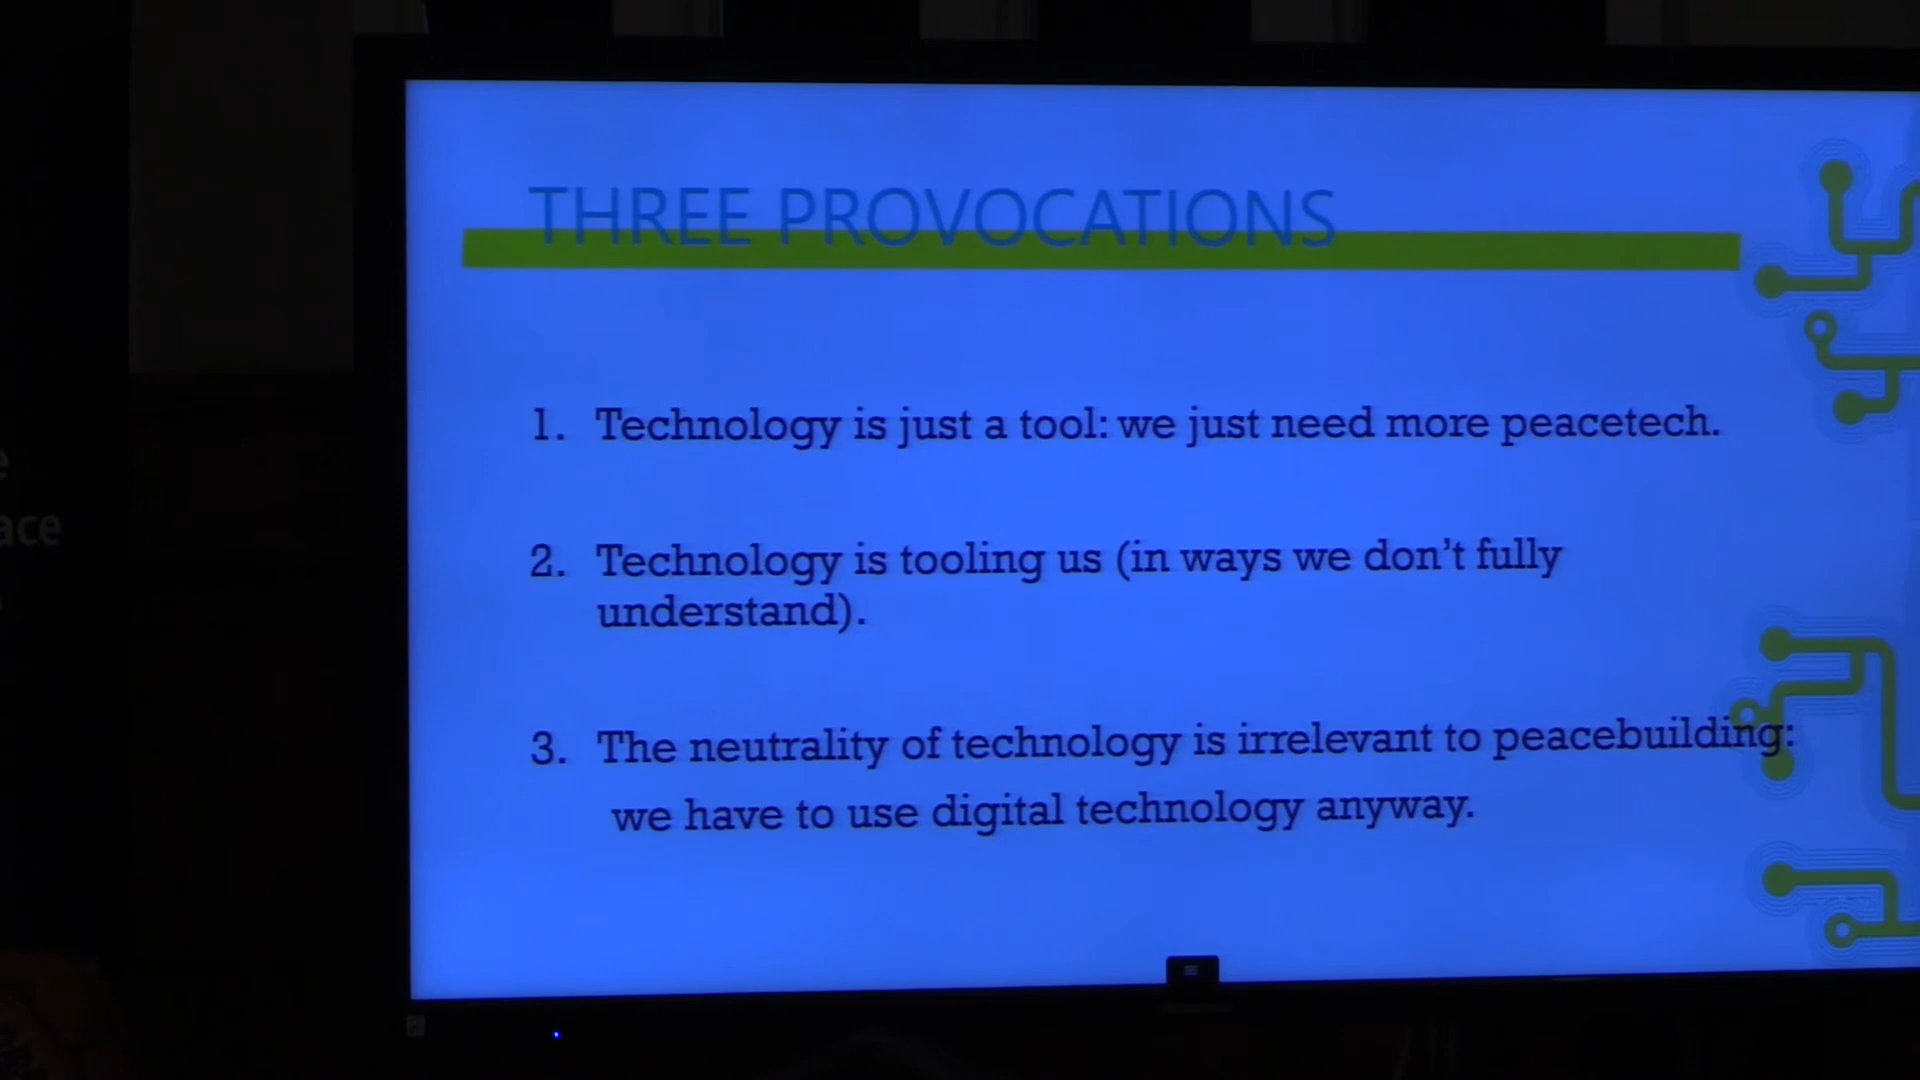 THREE PROVOCATIONS
1. Technology is just a tool: we just need more peacetech.
2. Technology is tooling us (in ways we don't fully
understand).
3. The neutrality of technology is irrelevant to peacebuilding:
we have to use digital technology anyway.